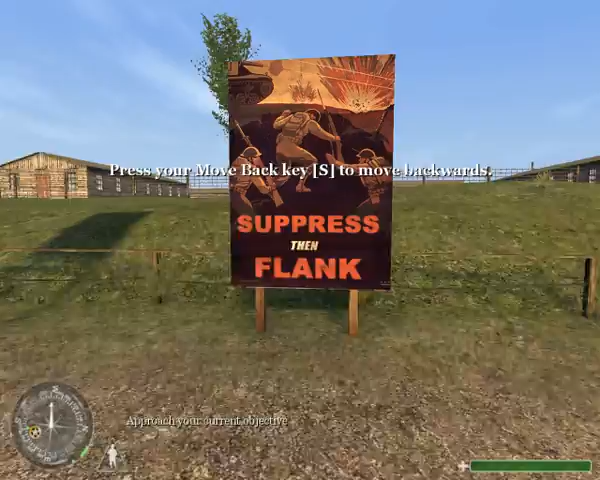 Press your Move Back key [S] to move backwards.
SUPPRESS
THEN
FLANK
Approach your current objective